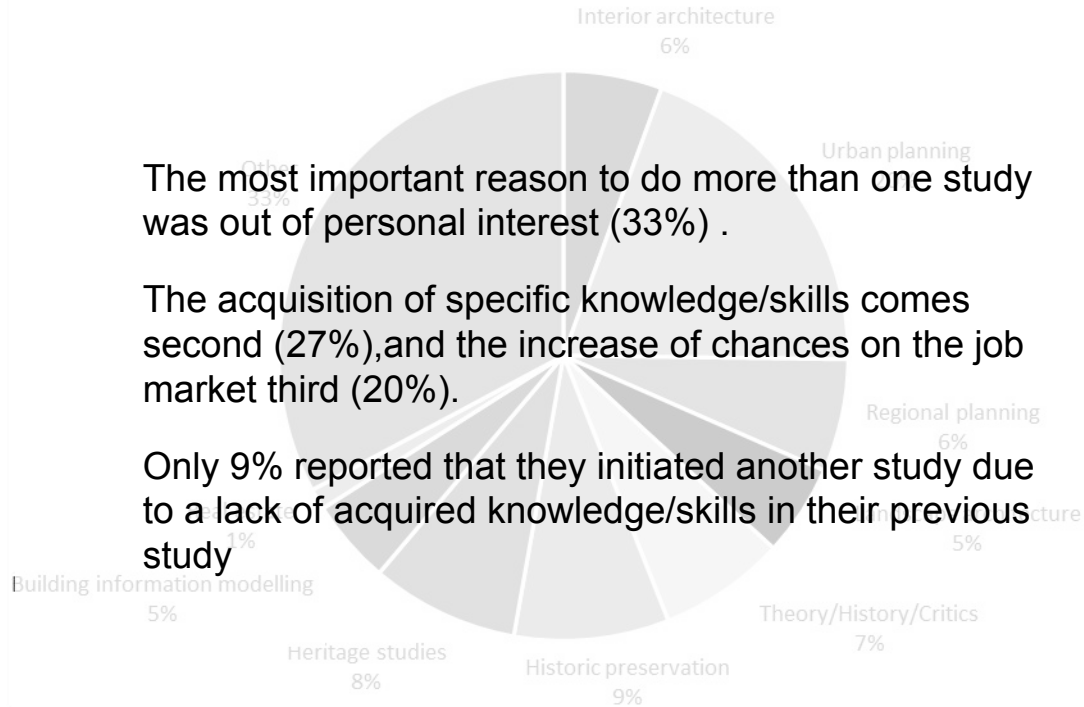 Interior architecture
6%
Urban planning
Other
33%
The most important reason to do more than one study
was out of personal interest (33%) .
The acquisition of specific knowledge/skills comes
second (27%),and the increase of chances on the job
market third (20%).
Regional planning
6%
Only 9% reported that they initiated another study due
to a lack of acquired knowledge/skills in their previous
study
1%
5%
Building information modelling
5%
Theory/History/Critics
7%
Heritage studies
8%
Historic preservation
9%